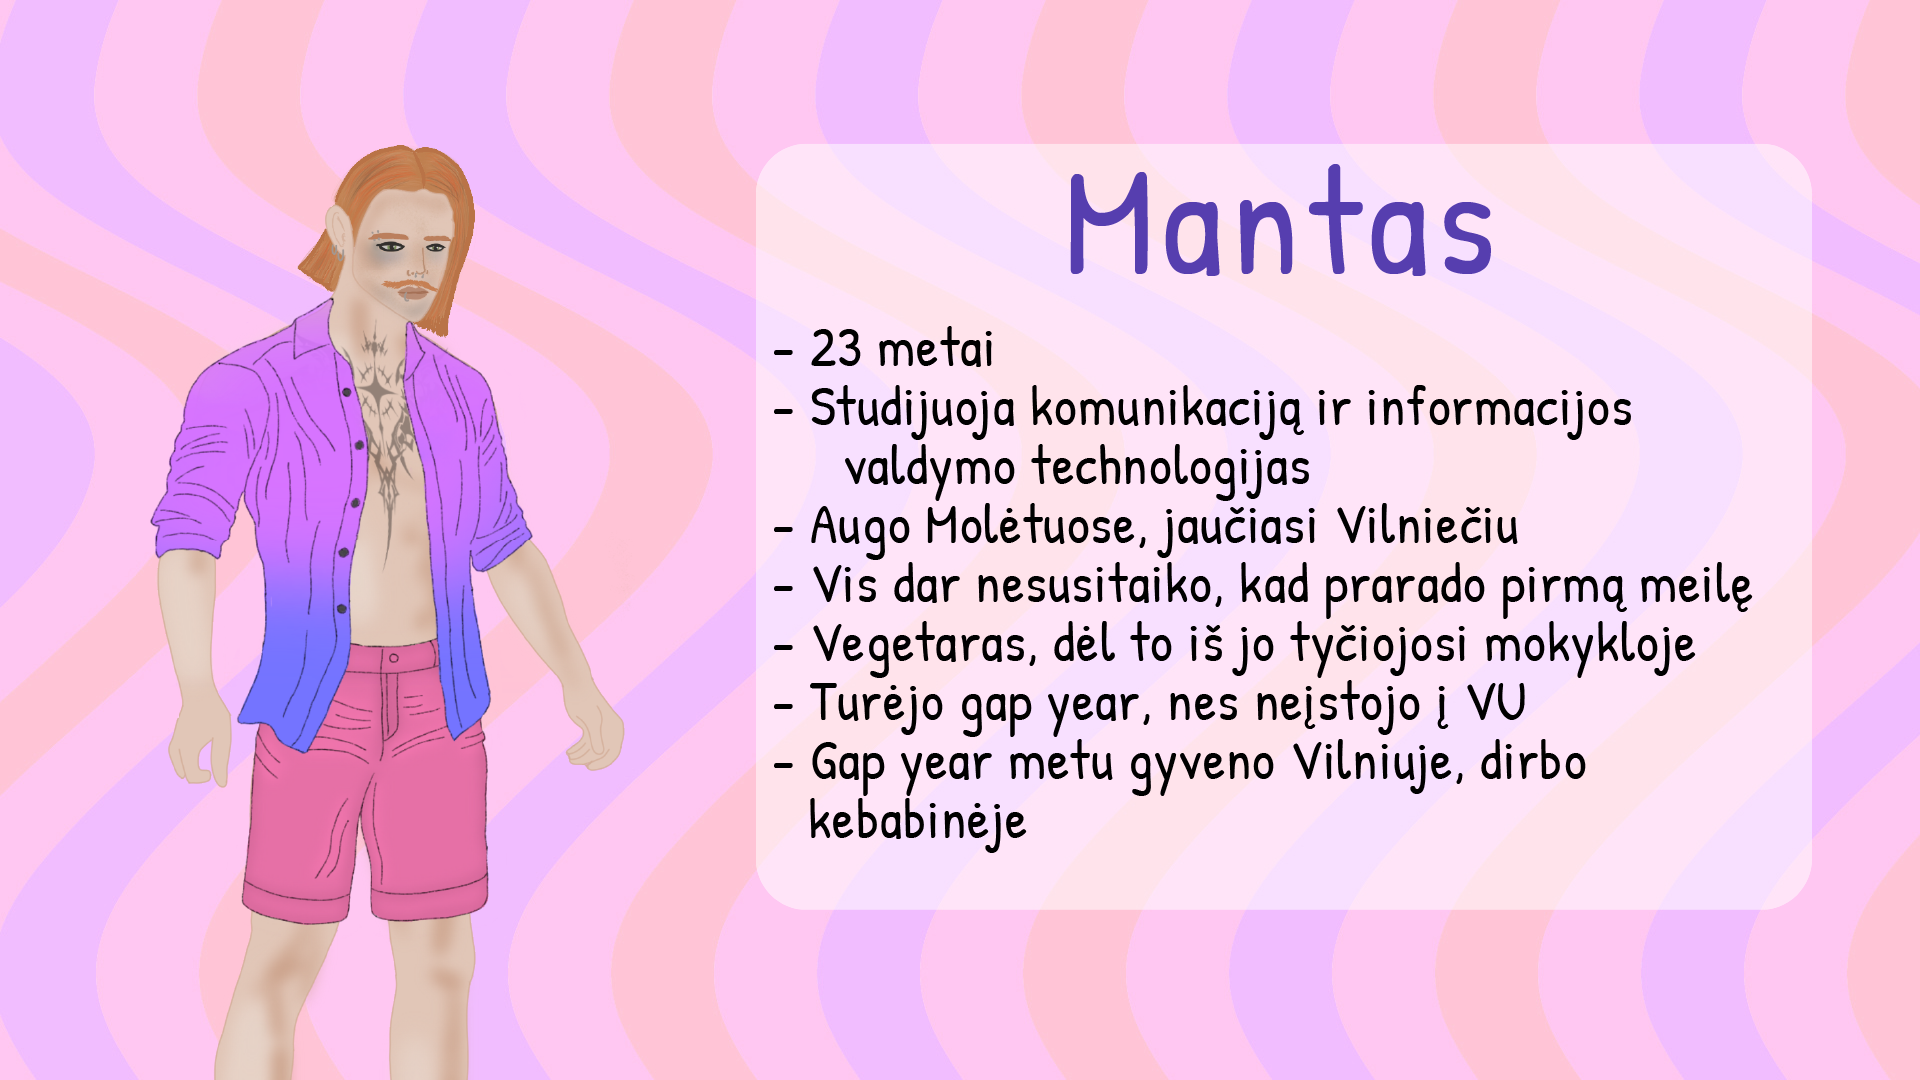 Mantas
- 23 metai
- Studijuoja komunikaciją ir informacijos
valdymo technologijas
- Augo Molėtuose, jaučiasi Vilniečiu
- Vis dar nesusitaiko, kad prarado pirmą meilę
- Vegetaras, dėl to iš jo tyčiojosi mokykloje
- Turėjo gap year, nes neįstojo į VU
- Gap year metu gyveno Vilniuje, dirbo
kebabinėje